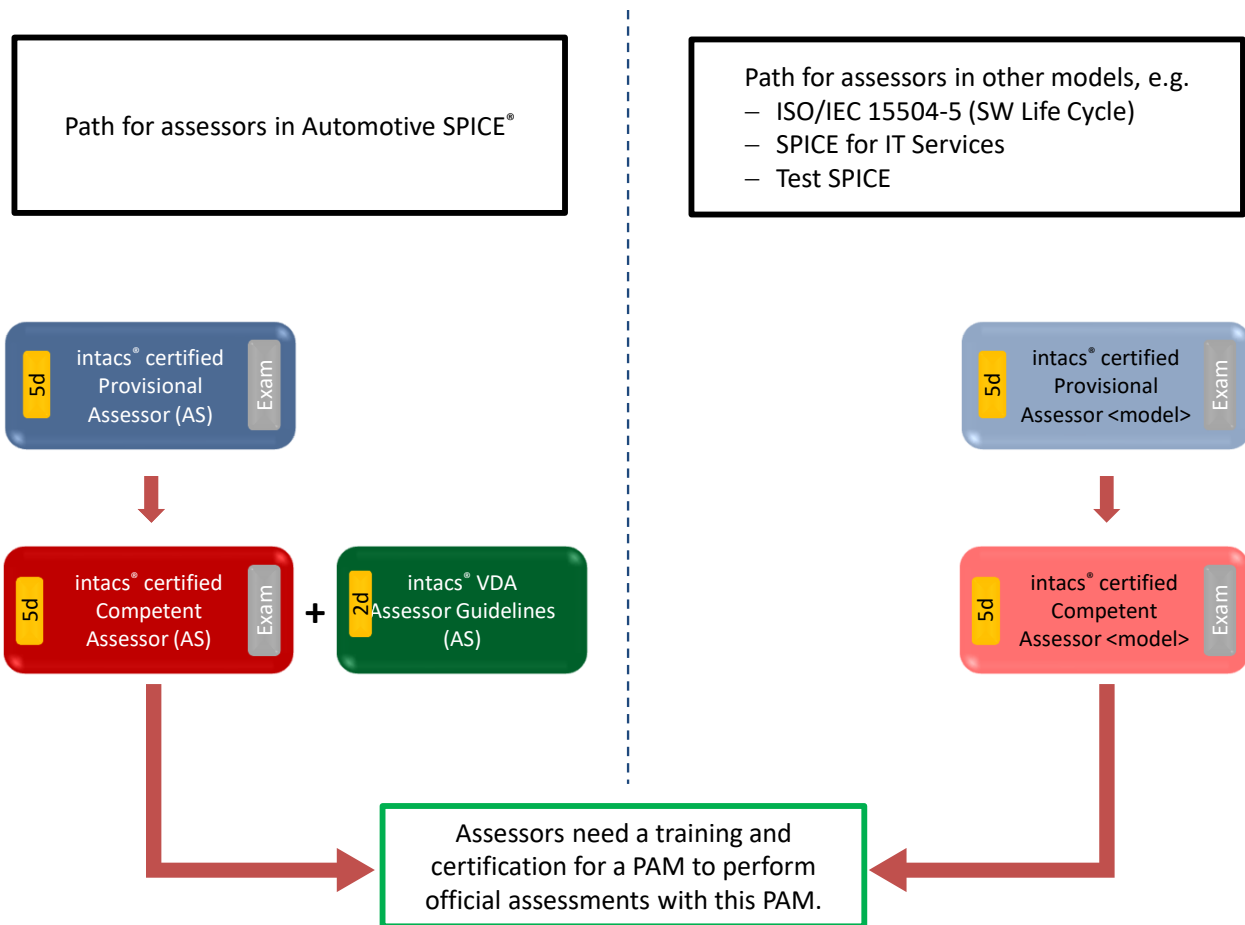 Path for assessors in Automotive SPICE®
Path for assessors in other models, e.g.
– ISO/IEC 15504-5 (SW Life Cycle)
– SPICE for IT Services
– Test SPICE
5d
intacs® certified
Provisional
Assessor (AS)
Exam
5d
intacs® certified
Provisional
Assessor <model>
Exam
5d
intacs® certified
Competent
Assessor (AS)
Exam
+
2d
intacs® VDA
Assessor Guidelines
(AS)
5d
intacs® certified
Competent
Assessor <model>
Exam
Assessors need a training and
certification for a PAM to perform
official assessments with this PAM.